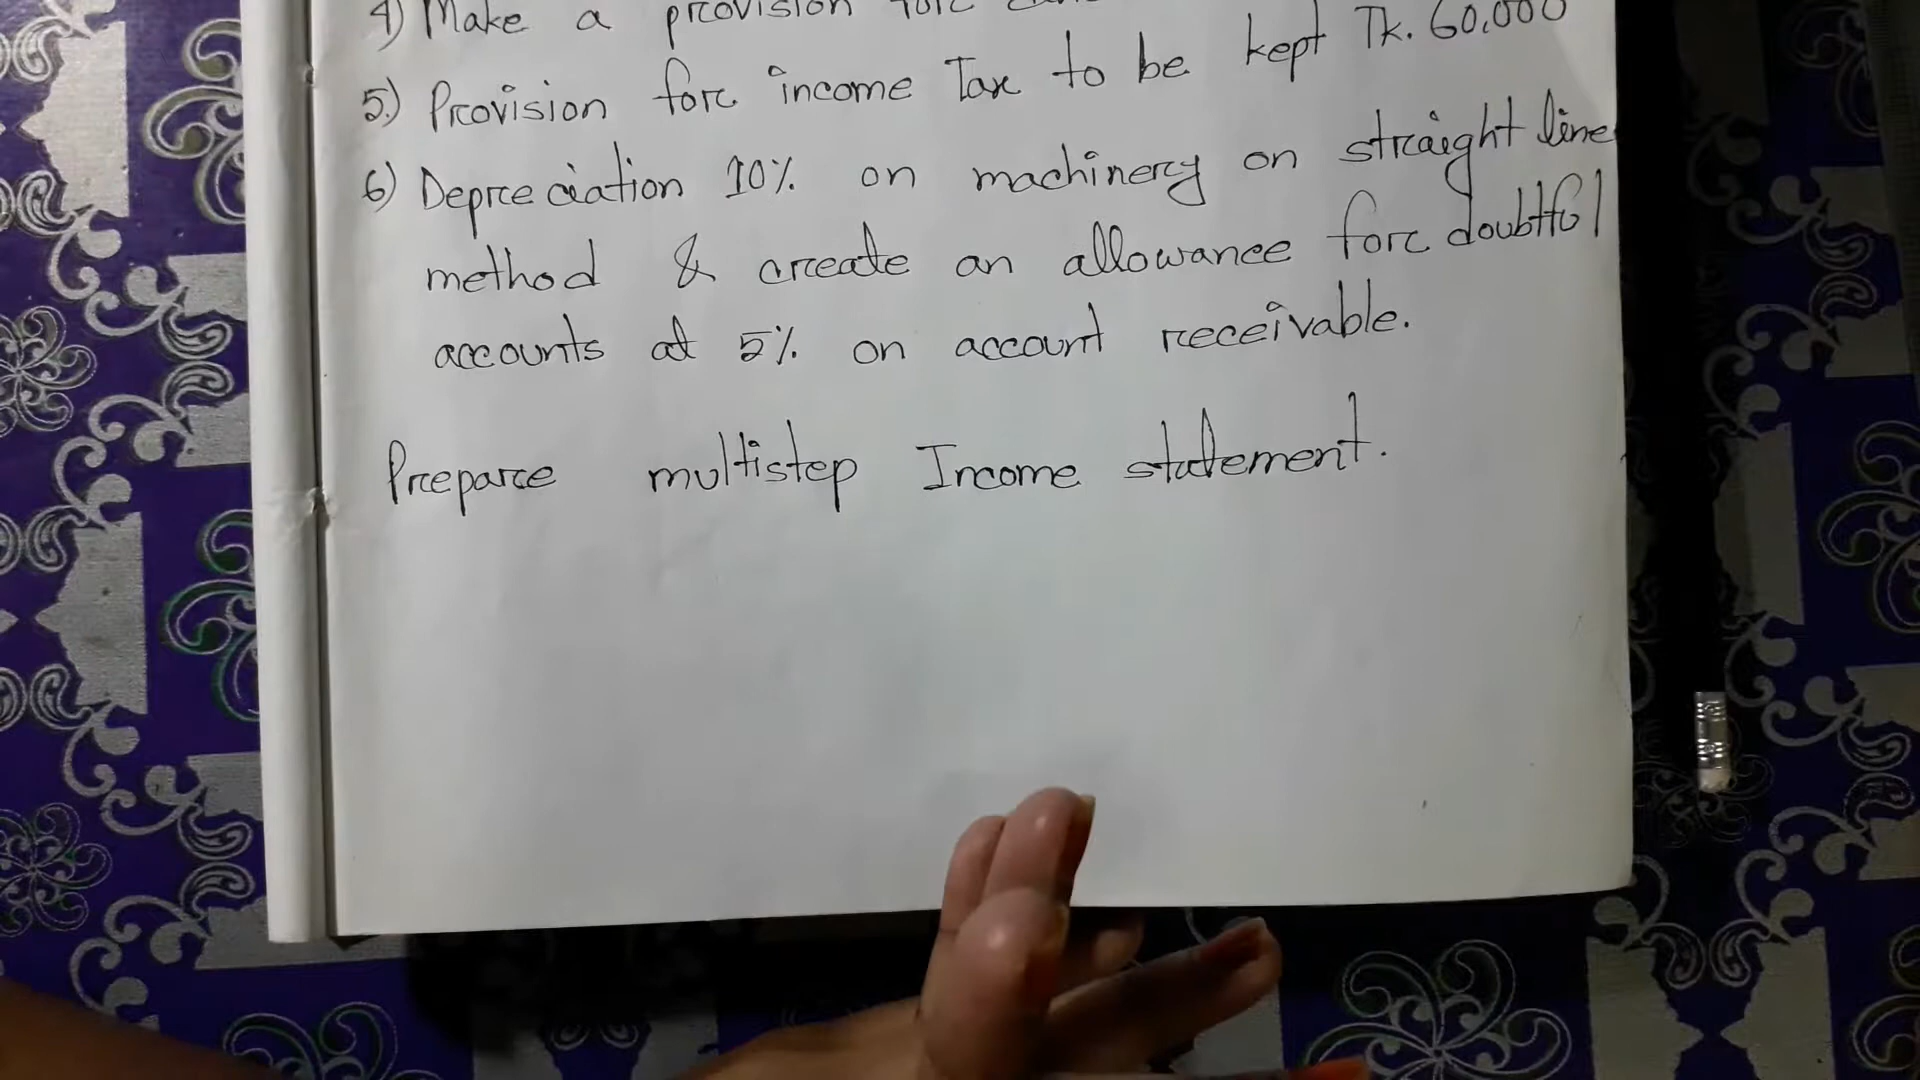 4) Make a provision for
5) Provision for income Tax to be kept Tk. 60,000
6) Depreciation 10% on machinery on straight line
method & create an allowance for doubtful
accounts at 5% on account receivable.
Prepare multistep Income statement.